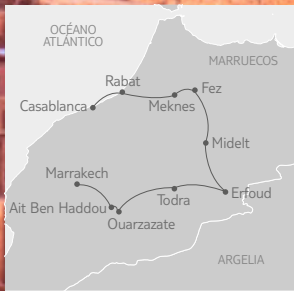 OCÉANO
ATLÁNTICO
MARRUECOS
Rabat
Fez
Casablanca
Meknes
Midelt
Marrakech
Erfoud
Todra
Ait Ben Haddou
Ouarzazate
ARGELIA